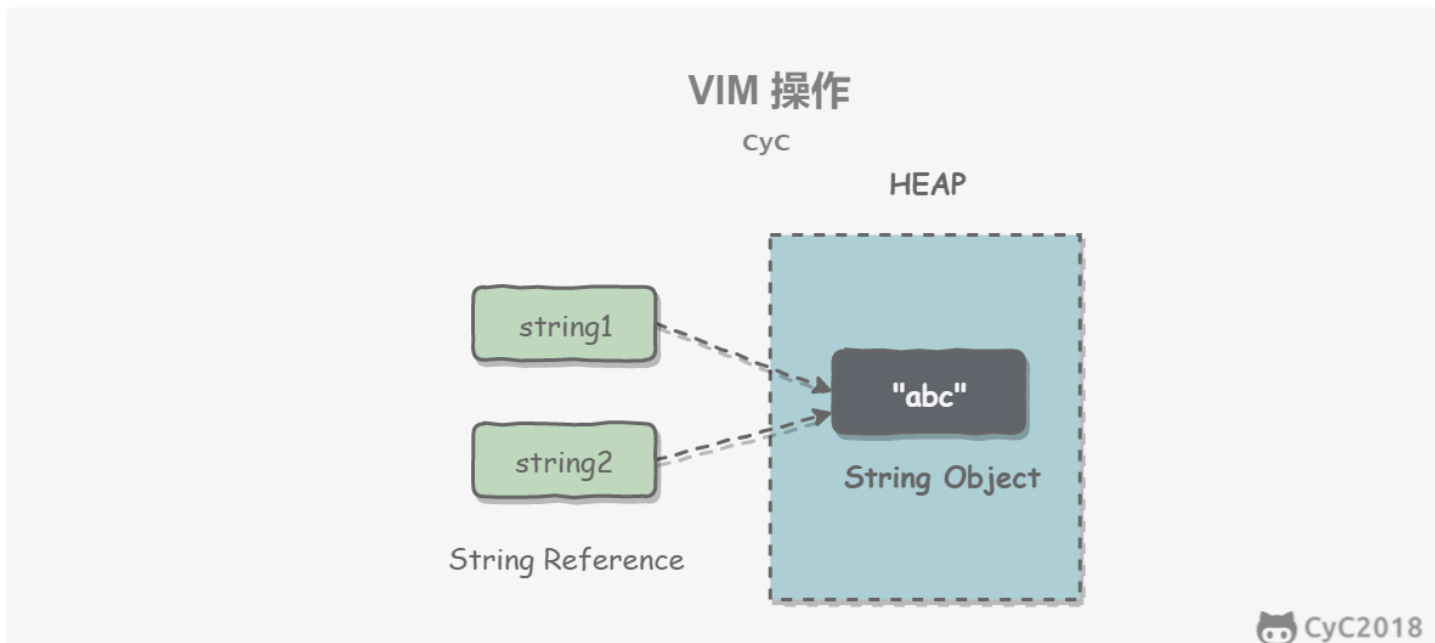 VIM 操作
CyC
HEAP
string1
"abc"
string2
String Object
String Reference
CyC2018